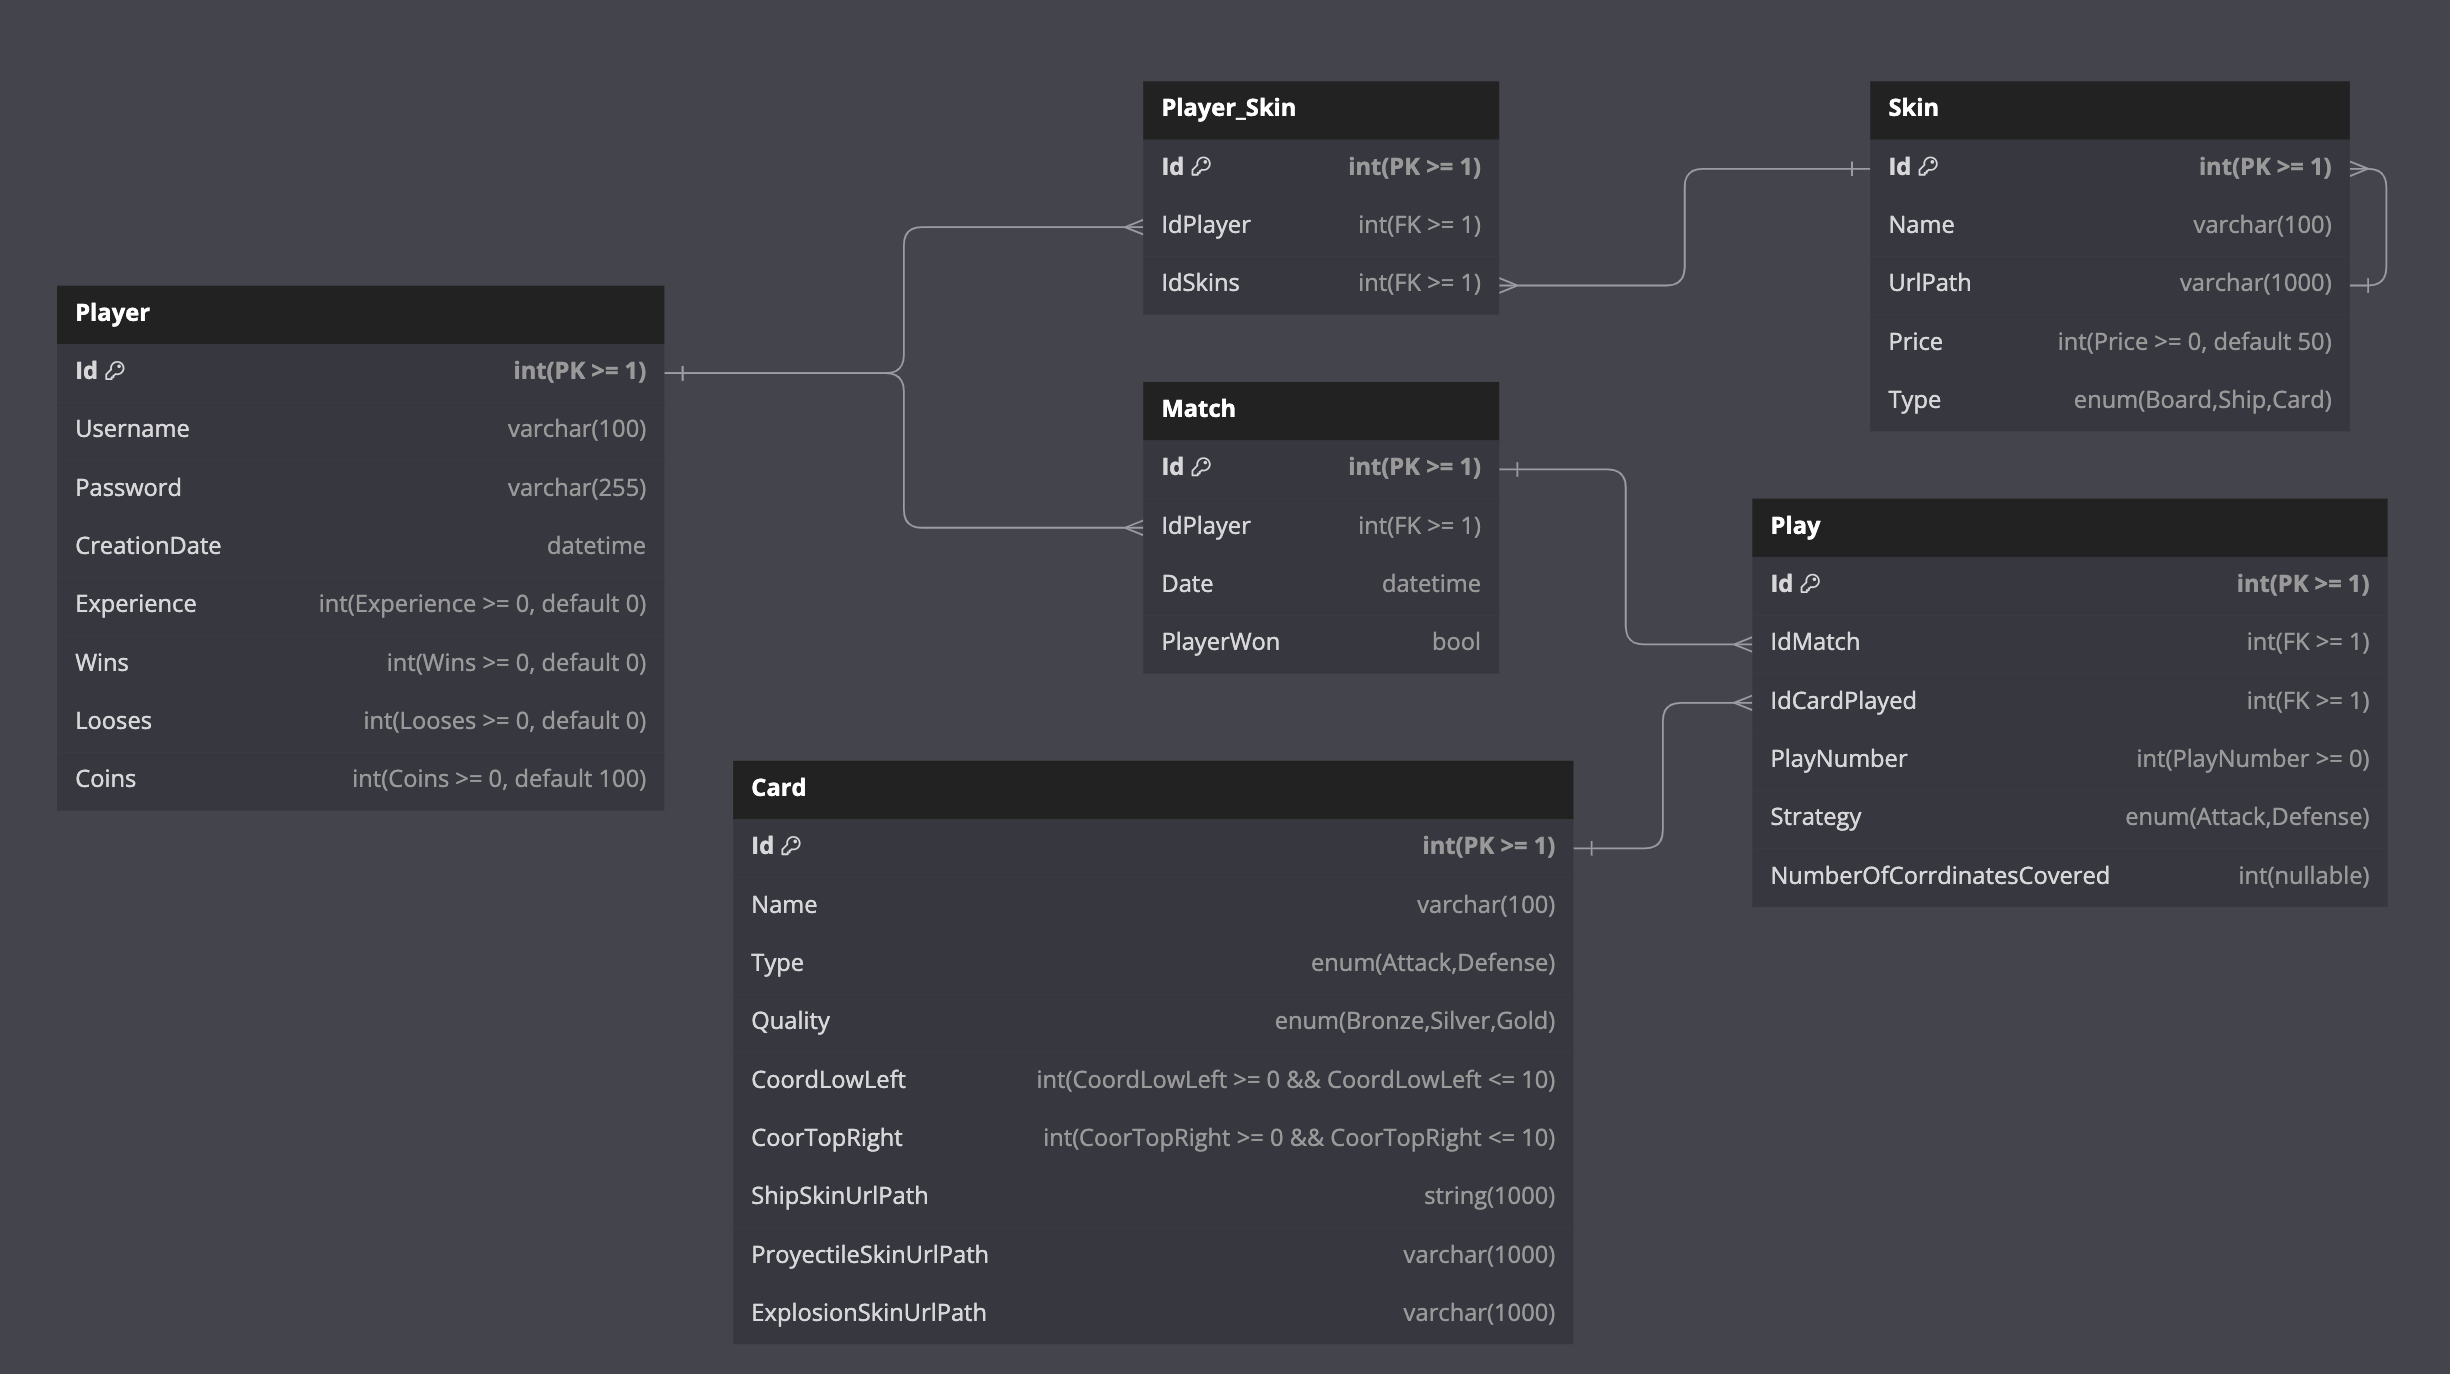 Player_Skin
Id int(PK >= 1)
IdPlayer int(FK >= 1)
IdSkins int(FK >= 1)
Skin
Id int(PK >= 1)
Name varchar(100)
UrlPath varchar(1000)
Price int(Price >= 0, default 50)
Type enum(Board,Ship,Card)
Player
Id int(PK >= 1)
Username varchar(100)
Password varchar(255)
CreationDate datetime
Experience int(Experience >= 0, default 0)
Wins int(Wins >= 0, default 0)
Looses int(Looses >= 0, default 0)
Coins int(Coins >= 0, default 100)
Match
Id int(PK >= 1)
IdPlayer int(FK >= 1)
Date datetime
PlayerWon bool
Play
Id int(PK >= 1)
IdMatch int(FK >= 1)
IdCardPlayed int(FK >= 1)
PlayNumber int(PlayNumber >= 0)
Strategy enum(Attack,Defense)
NumberOfCorrdinatesCovered int(nullable)
Card
Id int(PK >= 1)
Name varchar(100)
Type enum(Attack,Defense)
Quality enum(Bronze,Silver,Gold)
CoordLowLeft int(CoordLowLeft >= 0 && CoordLowLeft <= 10)
CoorTopRight int(CoorTopRight >= 0 && CoorTopRight <= 10)
ShipSkinUrlPath string(1000)
ProyectileSkinUrlPath varchar(1000)
ExplosionSkinUrlPath varchar(1000)